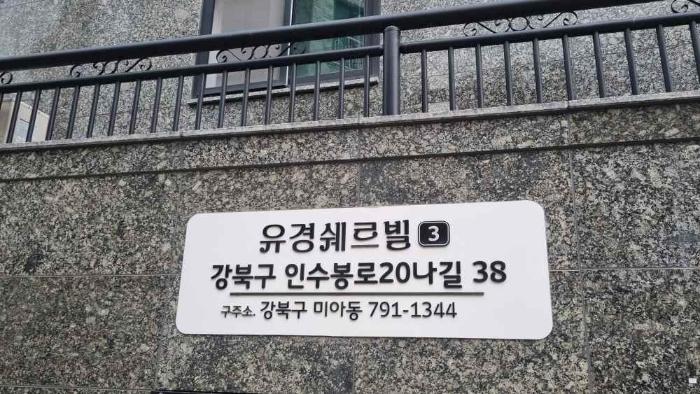 유경쉐르빌 3
강북구 인수봉로20나길 38
구주소. 강북구 미아동 791-1344